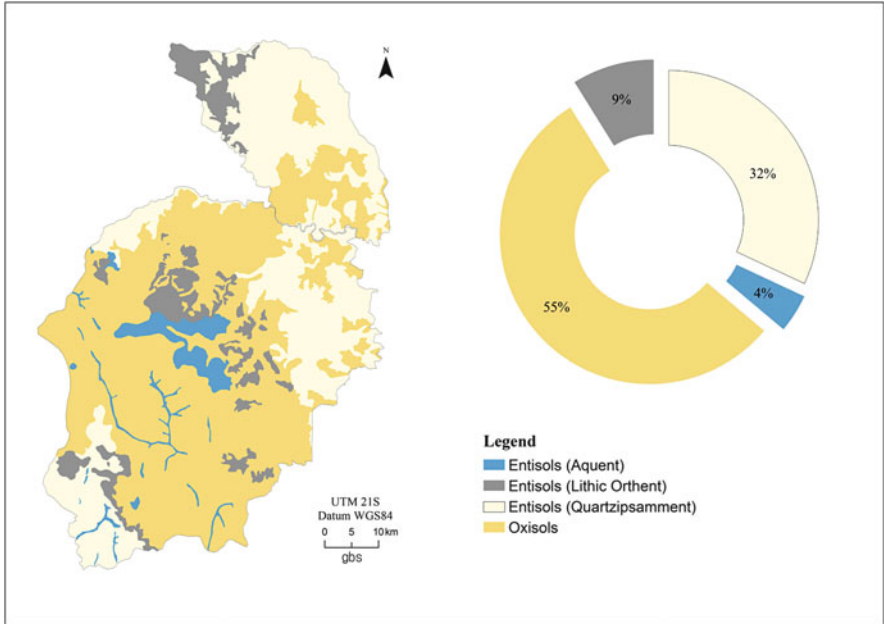 N
9%
32%
4%
55%
Legend
Entisols (Aquent)
Entisols (Lithic Orthent)
Entisols (Quartzipsamment)
Oxisols
UTM 21S
Datum WGS84
0 5 10km
gbs